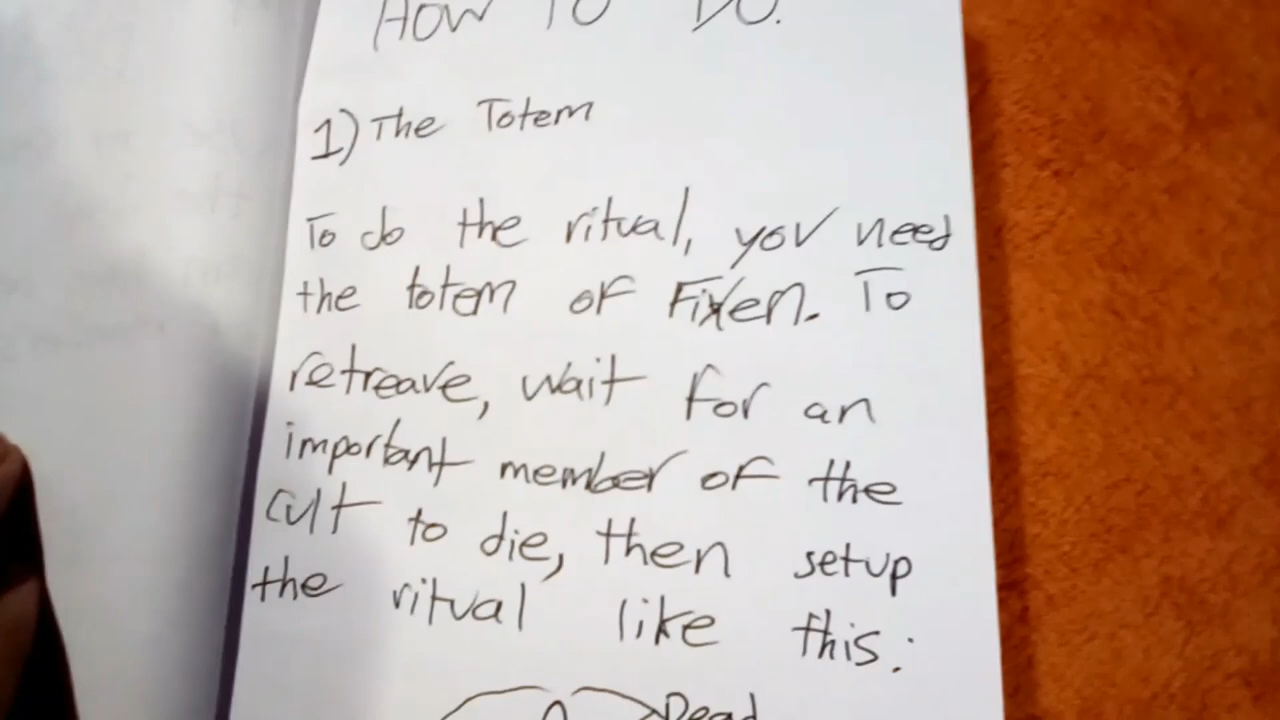 HOW TO DO.
1) The Totem
To do the ritual, you need
the totem of Fixen. To
retreave, wait for an
important member of the
cult to die, then setup
the ritual like this:
Dead